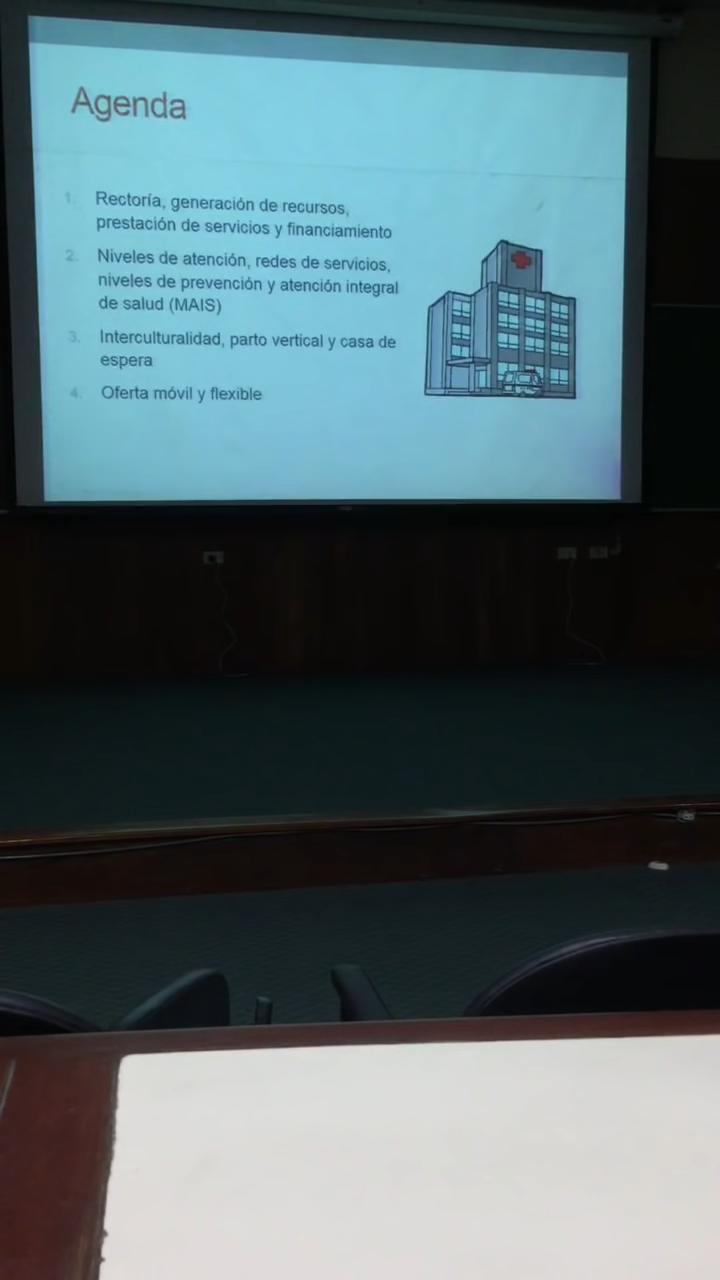 Agenda
1. Rectoría, generación de recursos,
prestación de servicios y financiamiento
2. Niveles de atención, redes de servicios,
niveles de prevención y atención integral
de salud (MAIS)
3. Interculturalidad, parto vertical y casa de
espera
4. Oferta móvil y flexible